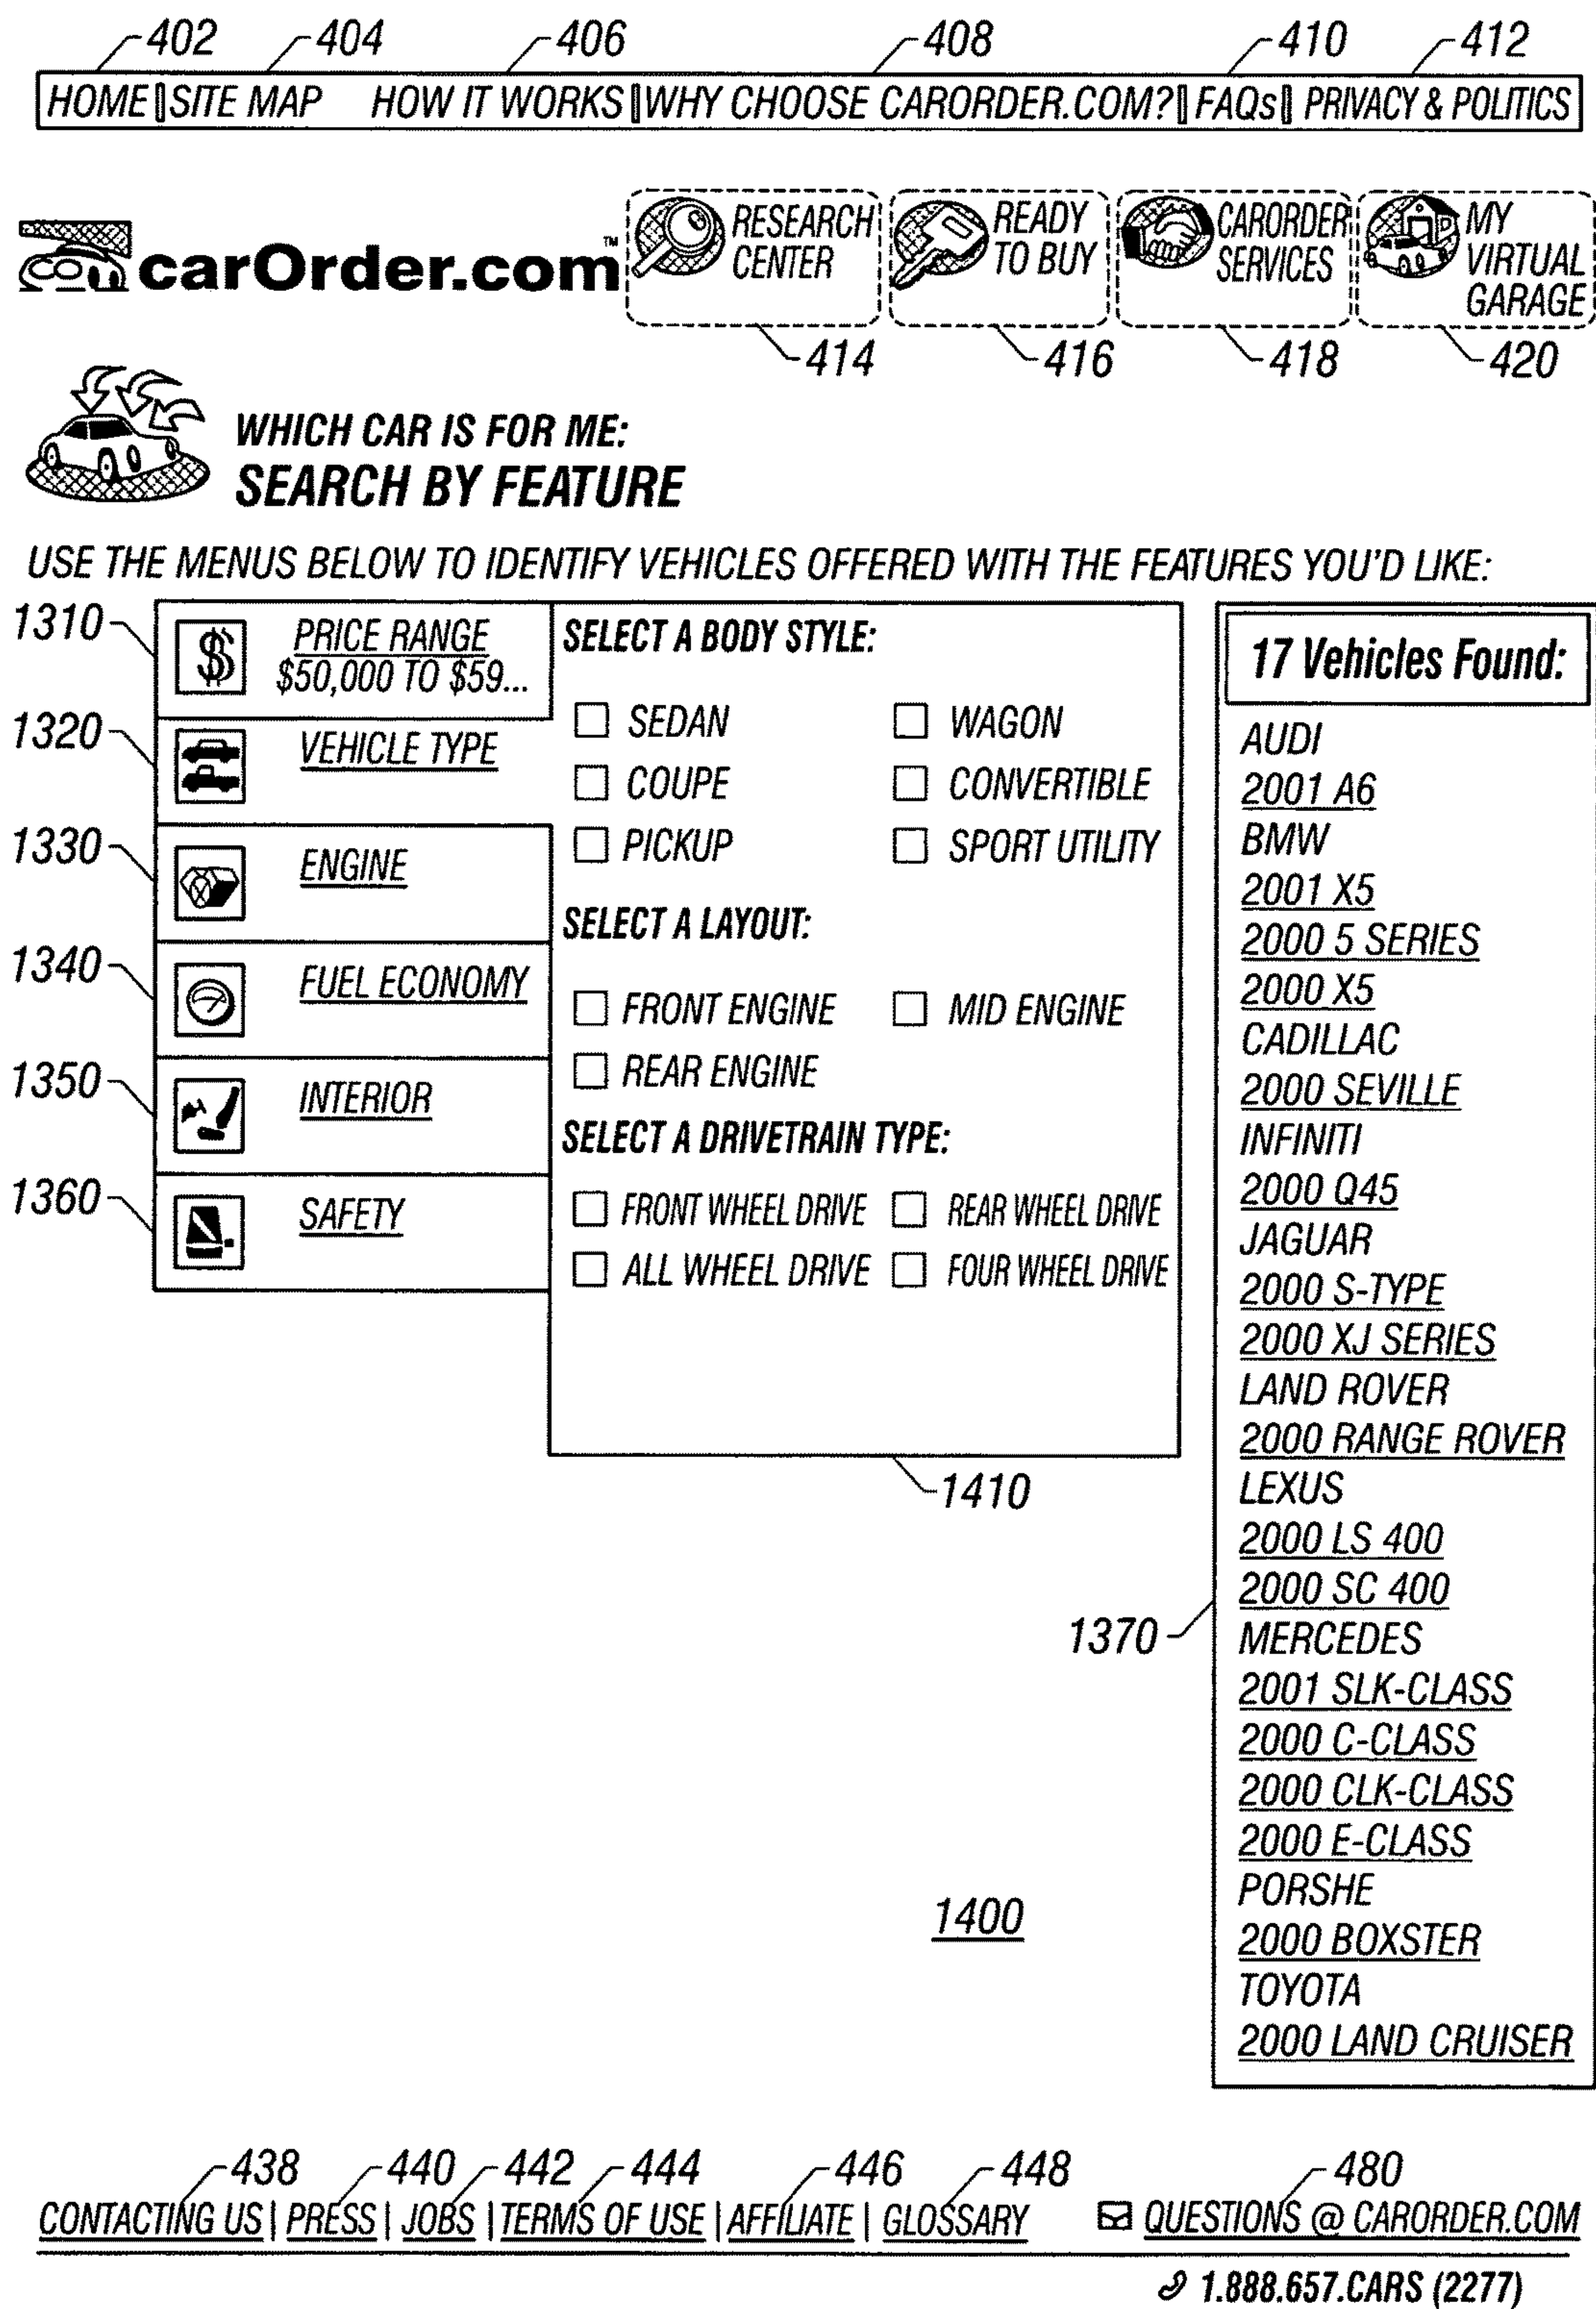 402 404 406 408 410 412
HOME SITE MAP HOW IT WORKS WHY CHOOSE CARORDER.COM? FAQs PRIVACY & POLITICS
carOrder.com™
RESEARCH
CENTER
READY
TO BUY
CARORDER
SERVICES
MY
VIRTUAL
GARAGE
414 416 418 420
WHICH CAR IS FOR ME:
SEARCH BY FEATURE
USE THE MENUS BELOW TO IDENTIFY VEHICLES OFFERED WITH THE FEATURES YOU'D LIKE:
1310
$ PRICE RANGE
$50,000 TO $59...
1320
VEHICLE TYPE
1330
ENGINE
1340
FUEL ECONOMY
1350
INTERIOR
1360
SAFETY
SELECT A BODY STYLE:
SEDAN WAGON
COUPE CONVERTIBLE
PICKUP SPORT UTILITY
SELECT A LAYOUT:
FRONT ENGINE MID ENGINE
REAR ENGINE
SELECT A DRIVETRAIN TYPE:
FRONT WHEEL DRIVE REAR WHEEL DRIVE
ALL WHEEL DRIVE FOUR WHEEL DRIVE
1410
17 Vehicles Found:
AUDI
2001 A6
BMW
2001 X5
2000 5 SERIES
2000 X5
CADILLAC
2000 SEVILLE
INFINITI
2000 Q45
JAGUAR
2000 S-TYPE
2000 XJ SERIES
LAND ROVER
2000 RANGE ROVER
LEXUS
2000 LS 400
2000 SC 400
MERCEDES
2001 SLK-CLASS
2000 C-CLASS
2000 CLK-CLASS
2000 E-CLASS
PORSHE
2000 BOXSTER
TOYOTA
2000 LAND CRUISER
1370
1400
438 440 442 444 446 448 480
CONTACTING US | PRESS | JOBS | TERMS OF USE | AFFILIATE | GLOSSARY QUESTIONS @ CARORDER.COM
1.888.657.CARS (2277)